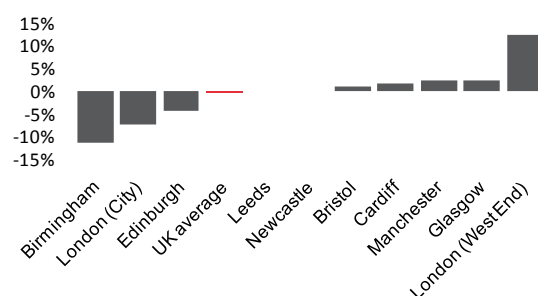 15%
10%
5%
0%
-5%
-10%
-15%
Birmingham
London (City)
Edinburgh
UK average
Leeds
Newcastle
Bristol
Cardiff
Manchester
Glasgow
London (West End)